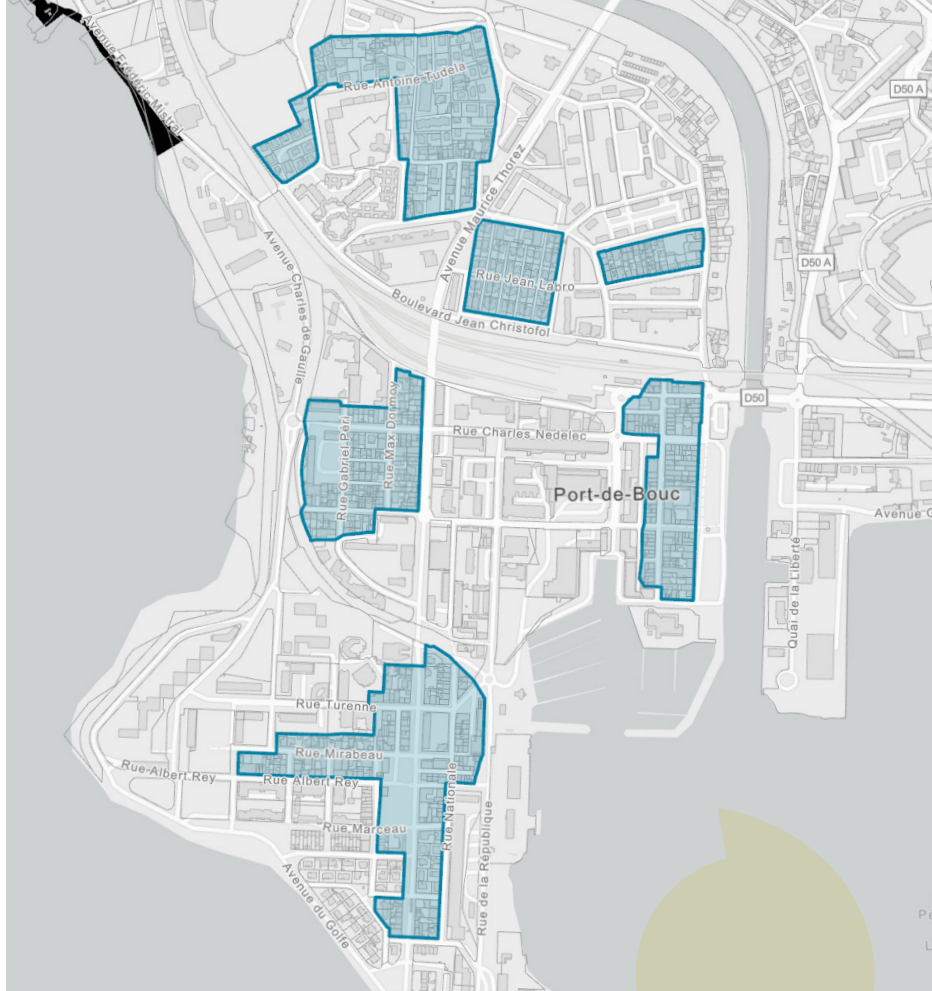 Avenue Frédéric Mistral
Rue Antoine Tudela
D50 A
Avenue Maurice Thorez
D50 A
Avenue Charles de Gaulle
Rue Jean Labro
Boulevard Jean Christofol
Rue Max Dormoy
D50
Rue Gabriel Péri
Rue Charles Nedelec
Port-de-Bouc
Avenue
Quai de la Liberté
Rue Turenne
Rue Mirabeau
Rue Albert Rey
Rue Albert Rey
Rue Nationale
Rue Marceau
Rue de la République
Avenue du Golfe